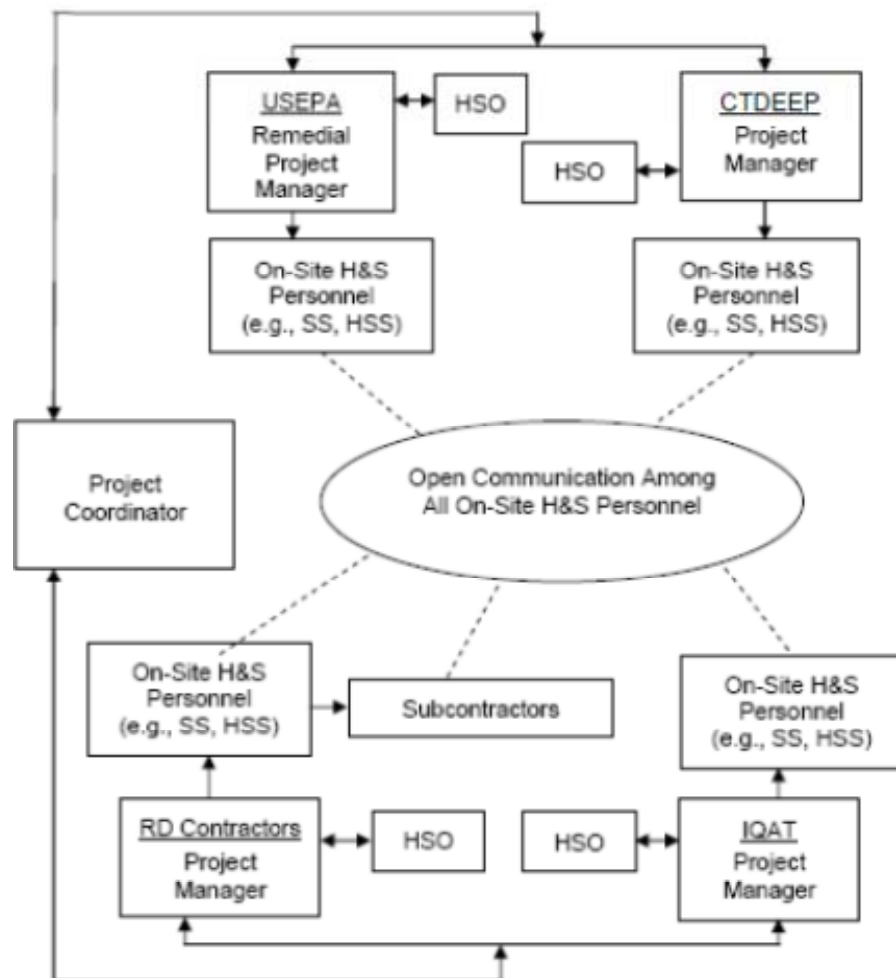 USEPA
Remedial
Project
Manager
HSO
HSO
CTDEEP
Project
Manager
On-Site H&S
Personnel
(e.g., SS, HSS)
On-Site H&S
Personnel
(e.g., SS, HSS)
Project
Coordinator
Open Communication Among
All On-Site H&S Personnel
On-Site H&S
Personnel
(e.g., SS, HSS)
Subcontractors
On-Site H&S
Personnel
(e.g., SS, HSS)
RD Contractors
Project
Manager
HSO
HSO
IQAT
Project
Manager